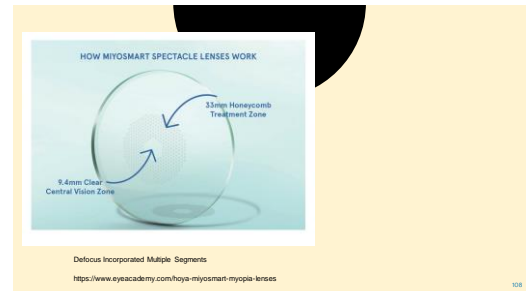 HOW MIYOSMART SPECTACLE LENSES WORK
33mm Honeycomb
Treatment Zone
9.4mm Clear
Central Vision Zone
Defocus Incorporated Multiple Segments
https://www.eyeacademy.com/hoya-miyosmart-myopia-lenses
108